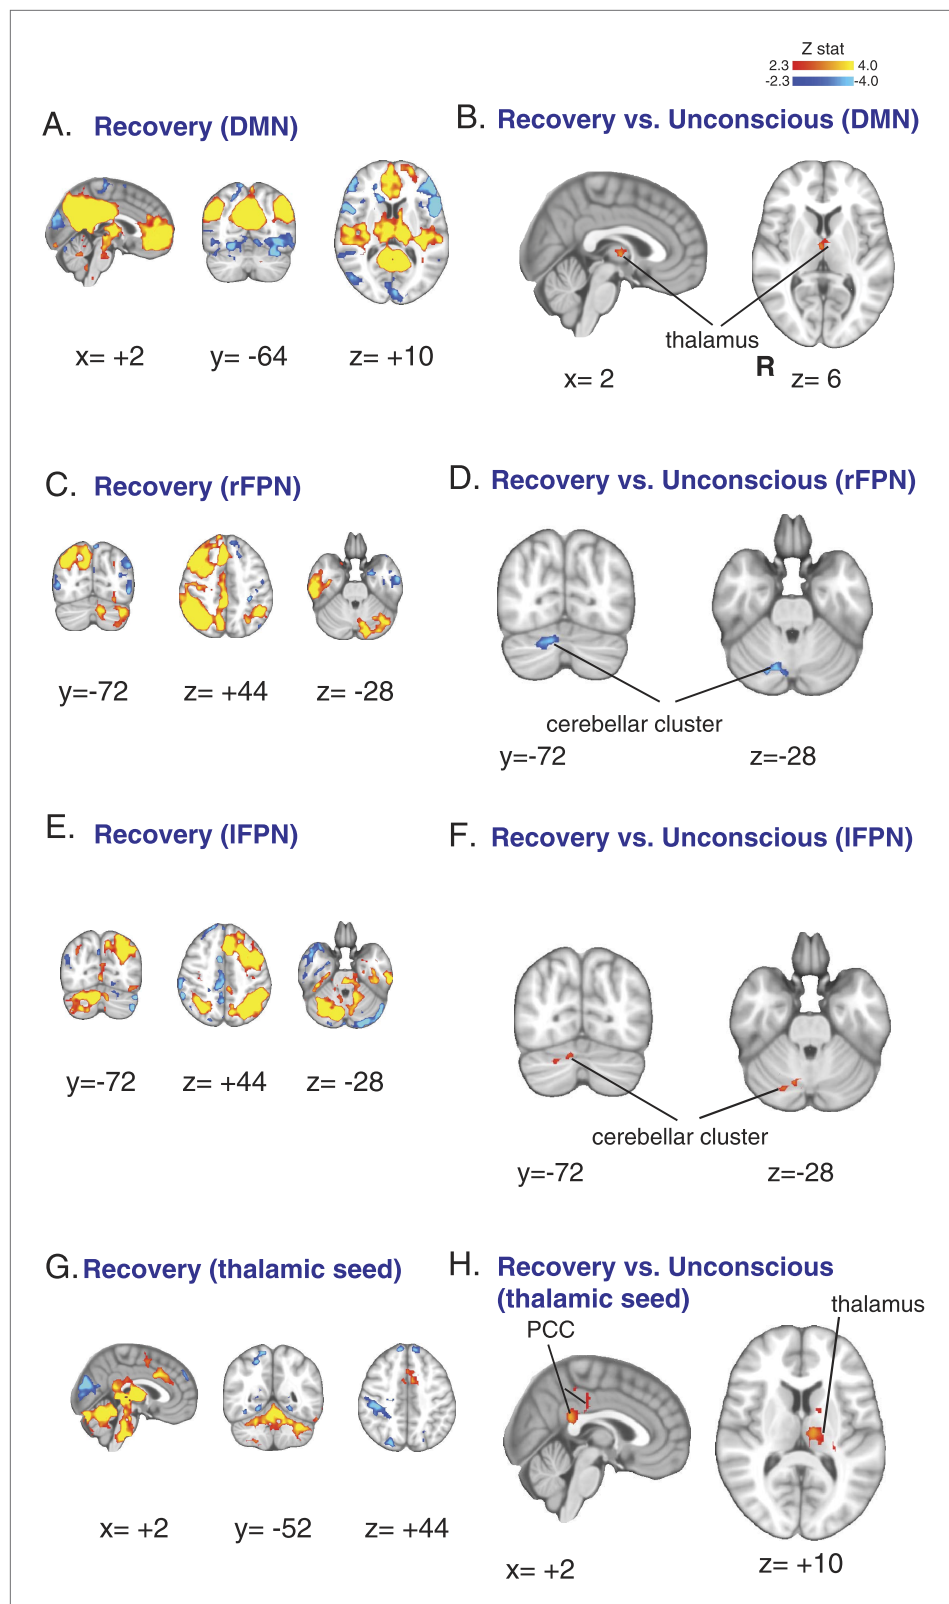 Z stat
2.3 4.0
-2.3 -4.0
A. Recovery (DMN)
B. Recovery vs. Unconscious (DMN)
thalamus
R
x= +2 y= -64 z= +10
x= 2 z= 6
C. Recovery (rFPN)
D. Recovery vs. Unconscious (rFPN)
cerebellar cluster
y=-72 z= +44 z= -28
y=-72 z=-28
E. Recovery (lFPN)
F. Recovery vs. Unconscious (lFPN)
cerebellar cluster
y=-72 z= +44 z= -28
y=-72 z=-28
G. Recovery (thalamic seed)
H. Recovery vs. Unconscious
(thalamic seed)
thalamus
PCC
x= +2 y= -52 z= +44
x= +2 z= +10